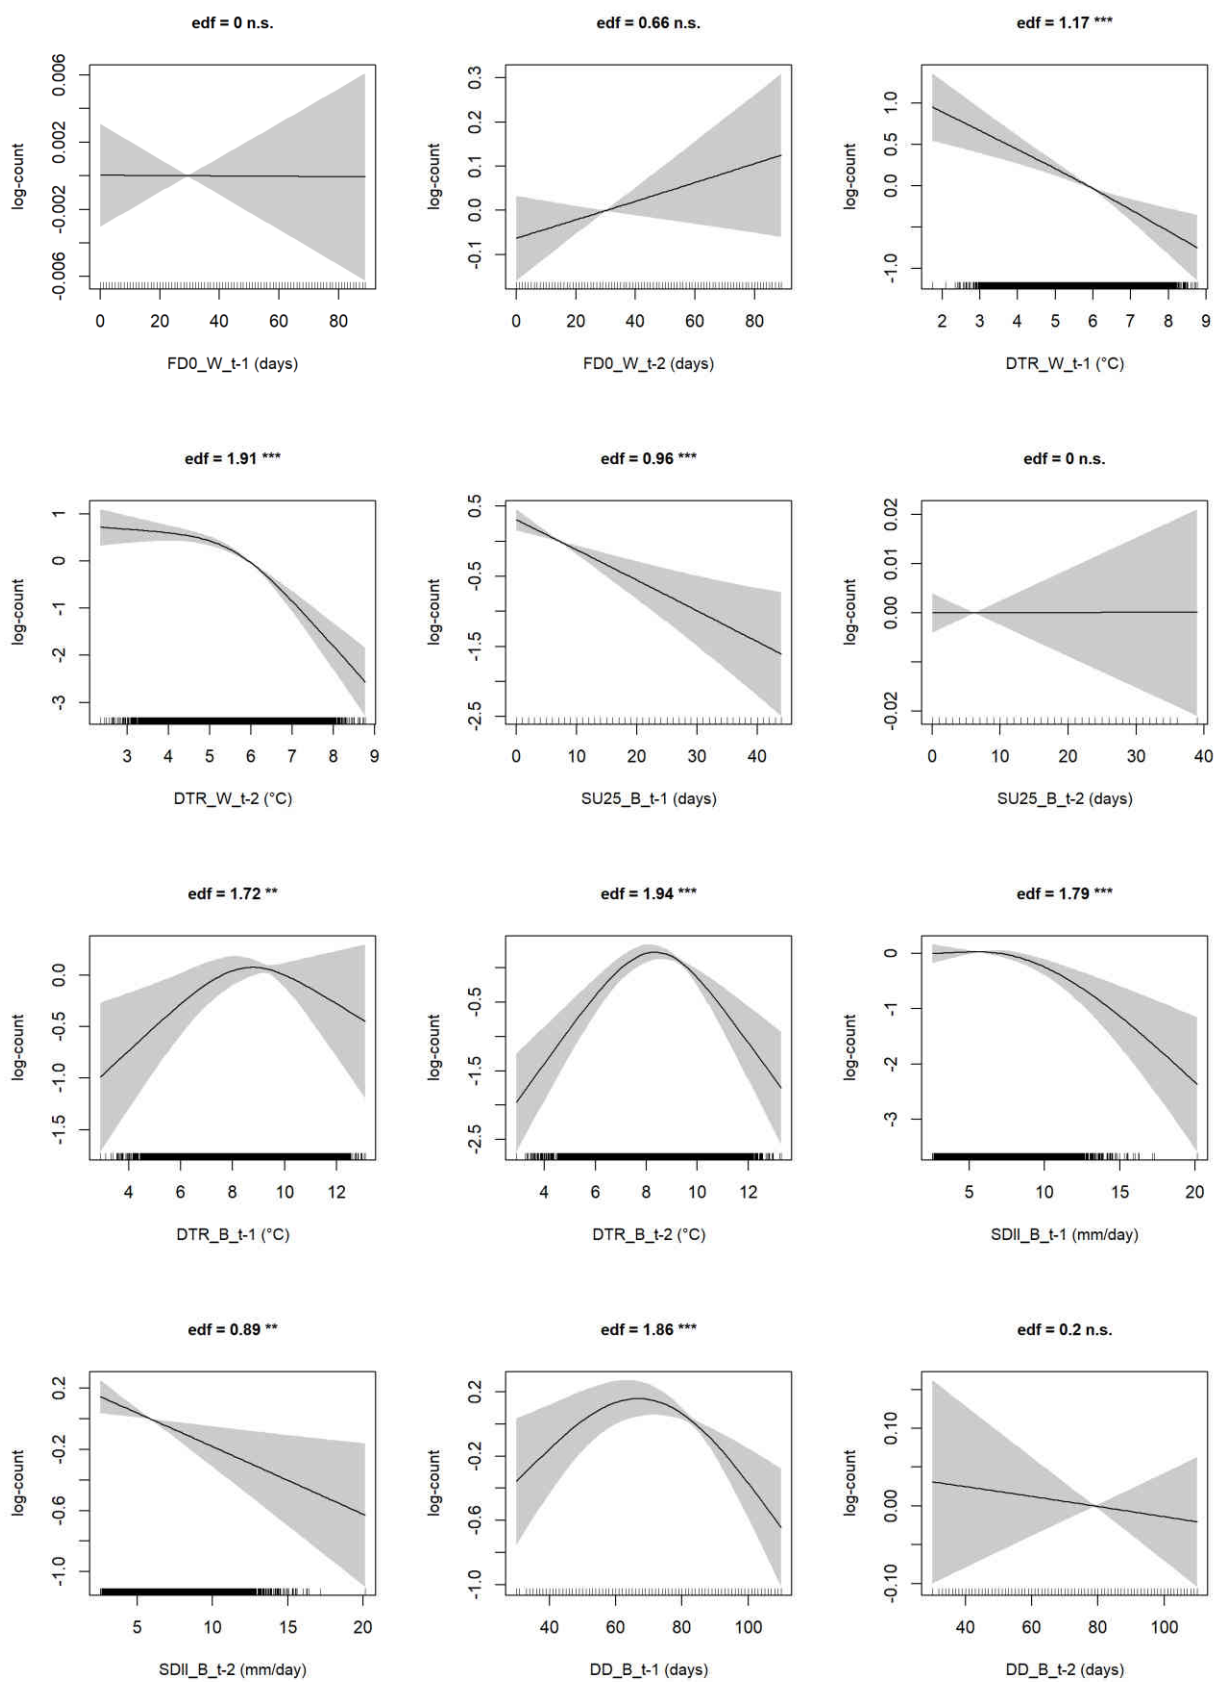 edf = 0 n.s. edf = 0.66 n.s. edf = 1.17 ***
log-count -0.006 -0.002 0.002 0.006 log-count -0.1 0.0 0.1 0.2 0.3 log-count -1.0 0.0 0.5 1.0
0 20 40 60 80 0 20 40 60 80 2 3 4 5 6 7 8 9
FD0_W_t-1 (days) FD0_W_t-2 (days) DTR_W_t-1 (°C)
edf = 1.91 *** edf = 0.96 *** edf = 0 n.s.
log-count -3 -2 -1 0 1 log-count -2.5 -1.5 -0.5 0.5 log-count -0.02 0.00 0.01 0.02
3 4 5 6 7 8 9 0 10 20 30 40 0 10 20 30 40
DTR_W_t-2 (°C) SU25_B_t-1 (days) SU25_B_t-2 (days)
edf = 1.72 ** edf = 1.94 *** edf = 1.79 ***
log-count -1.5 -1.0 -0.5 0.0 log-count -2.5 -1.5 -0.5 log-count -3 -2 -1 0
4 6 8 10 12 4 6 8 10 12 5 10 15 20
DTR_B_t-1 (°C) DTR_B_t-2 (°C) SDII_B_t-1 (mm/day)
edf = 0.89 ** edf = 1.86 *** edf = 0.2 n.s.
log-count -1.0 -0.6 -0.2 0.2 log-count -1.0 -0.6 -0.2 0.2 log-count -0.10 0.00 0.10
5 10 15 20 40 60 80 100 40 60 80 100
SDII_B_t-2 (mm/day) DD_B_t-1 (days) DD_B_t-2 (days)